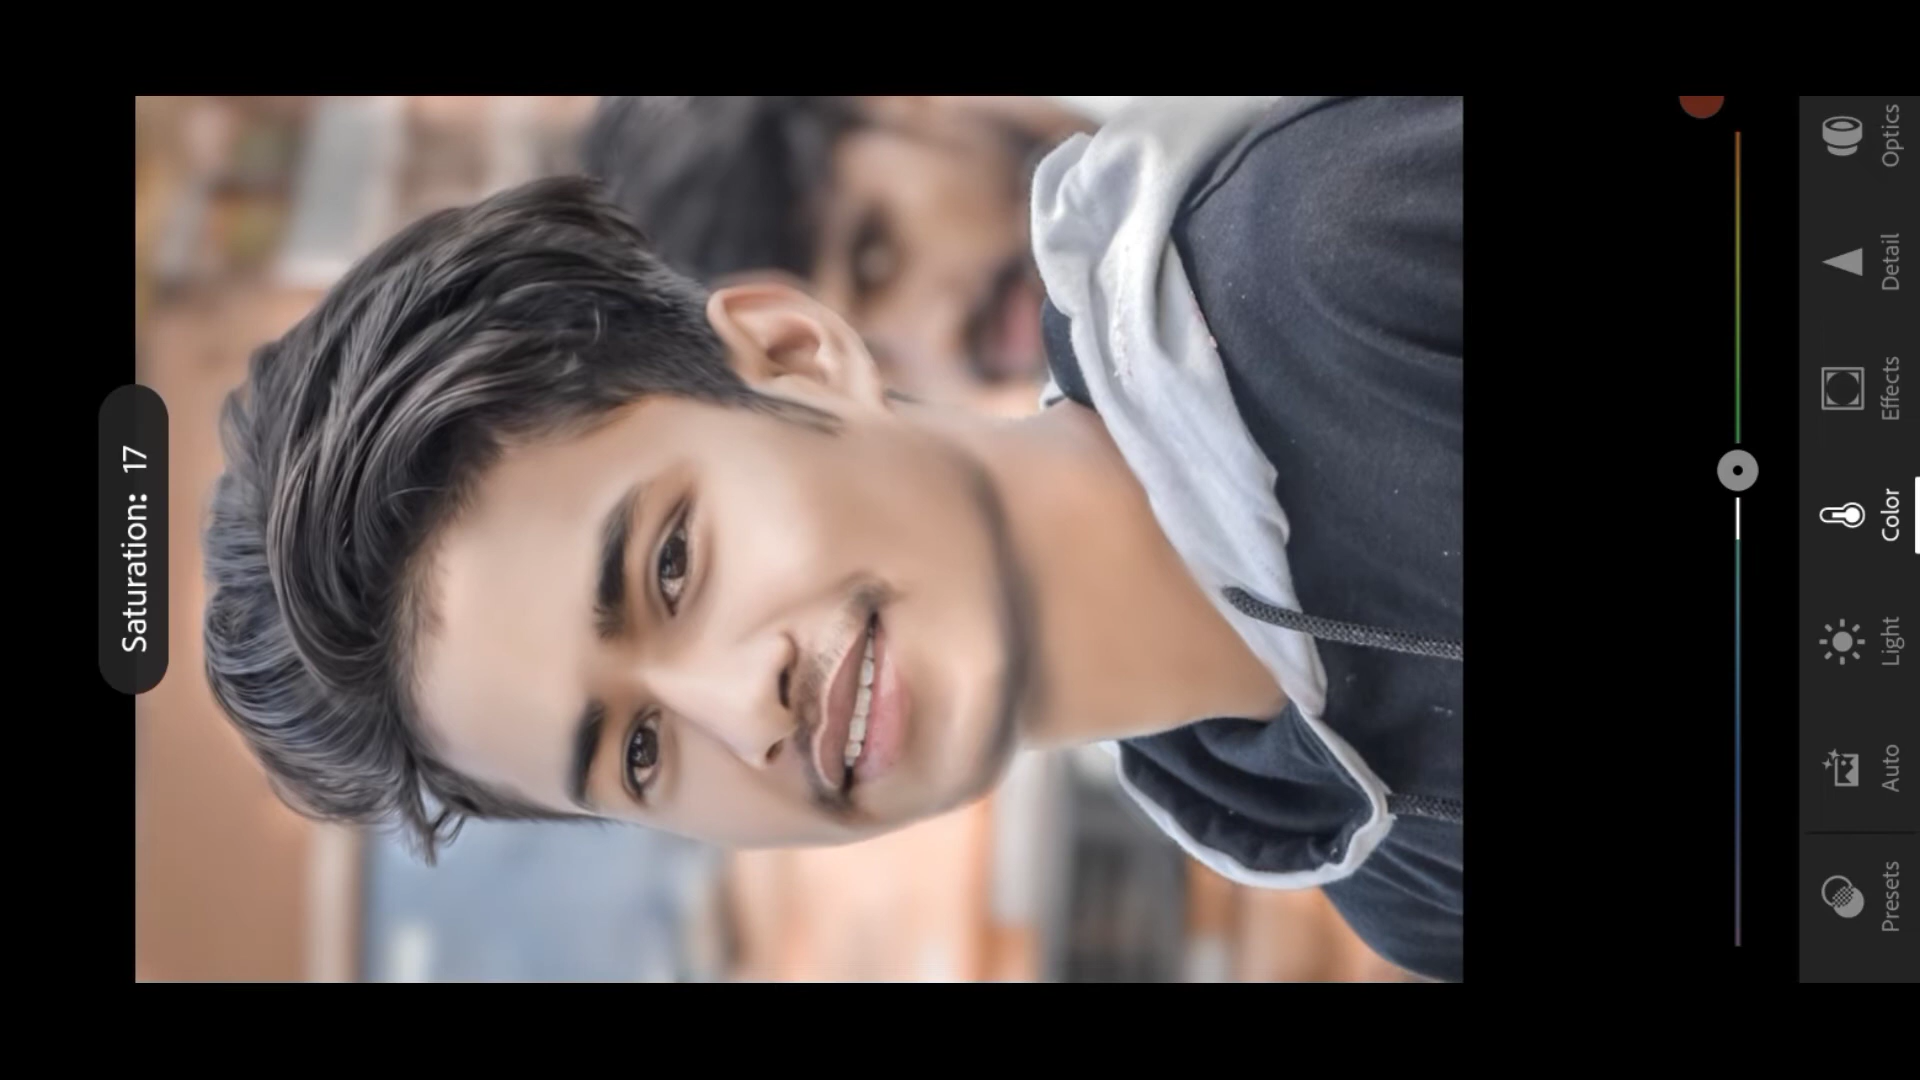 Saturation: 17
Presets
Auto
Light
Color
Effects
Detail
Optics